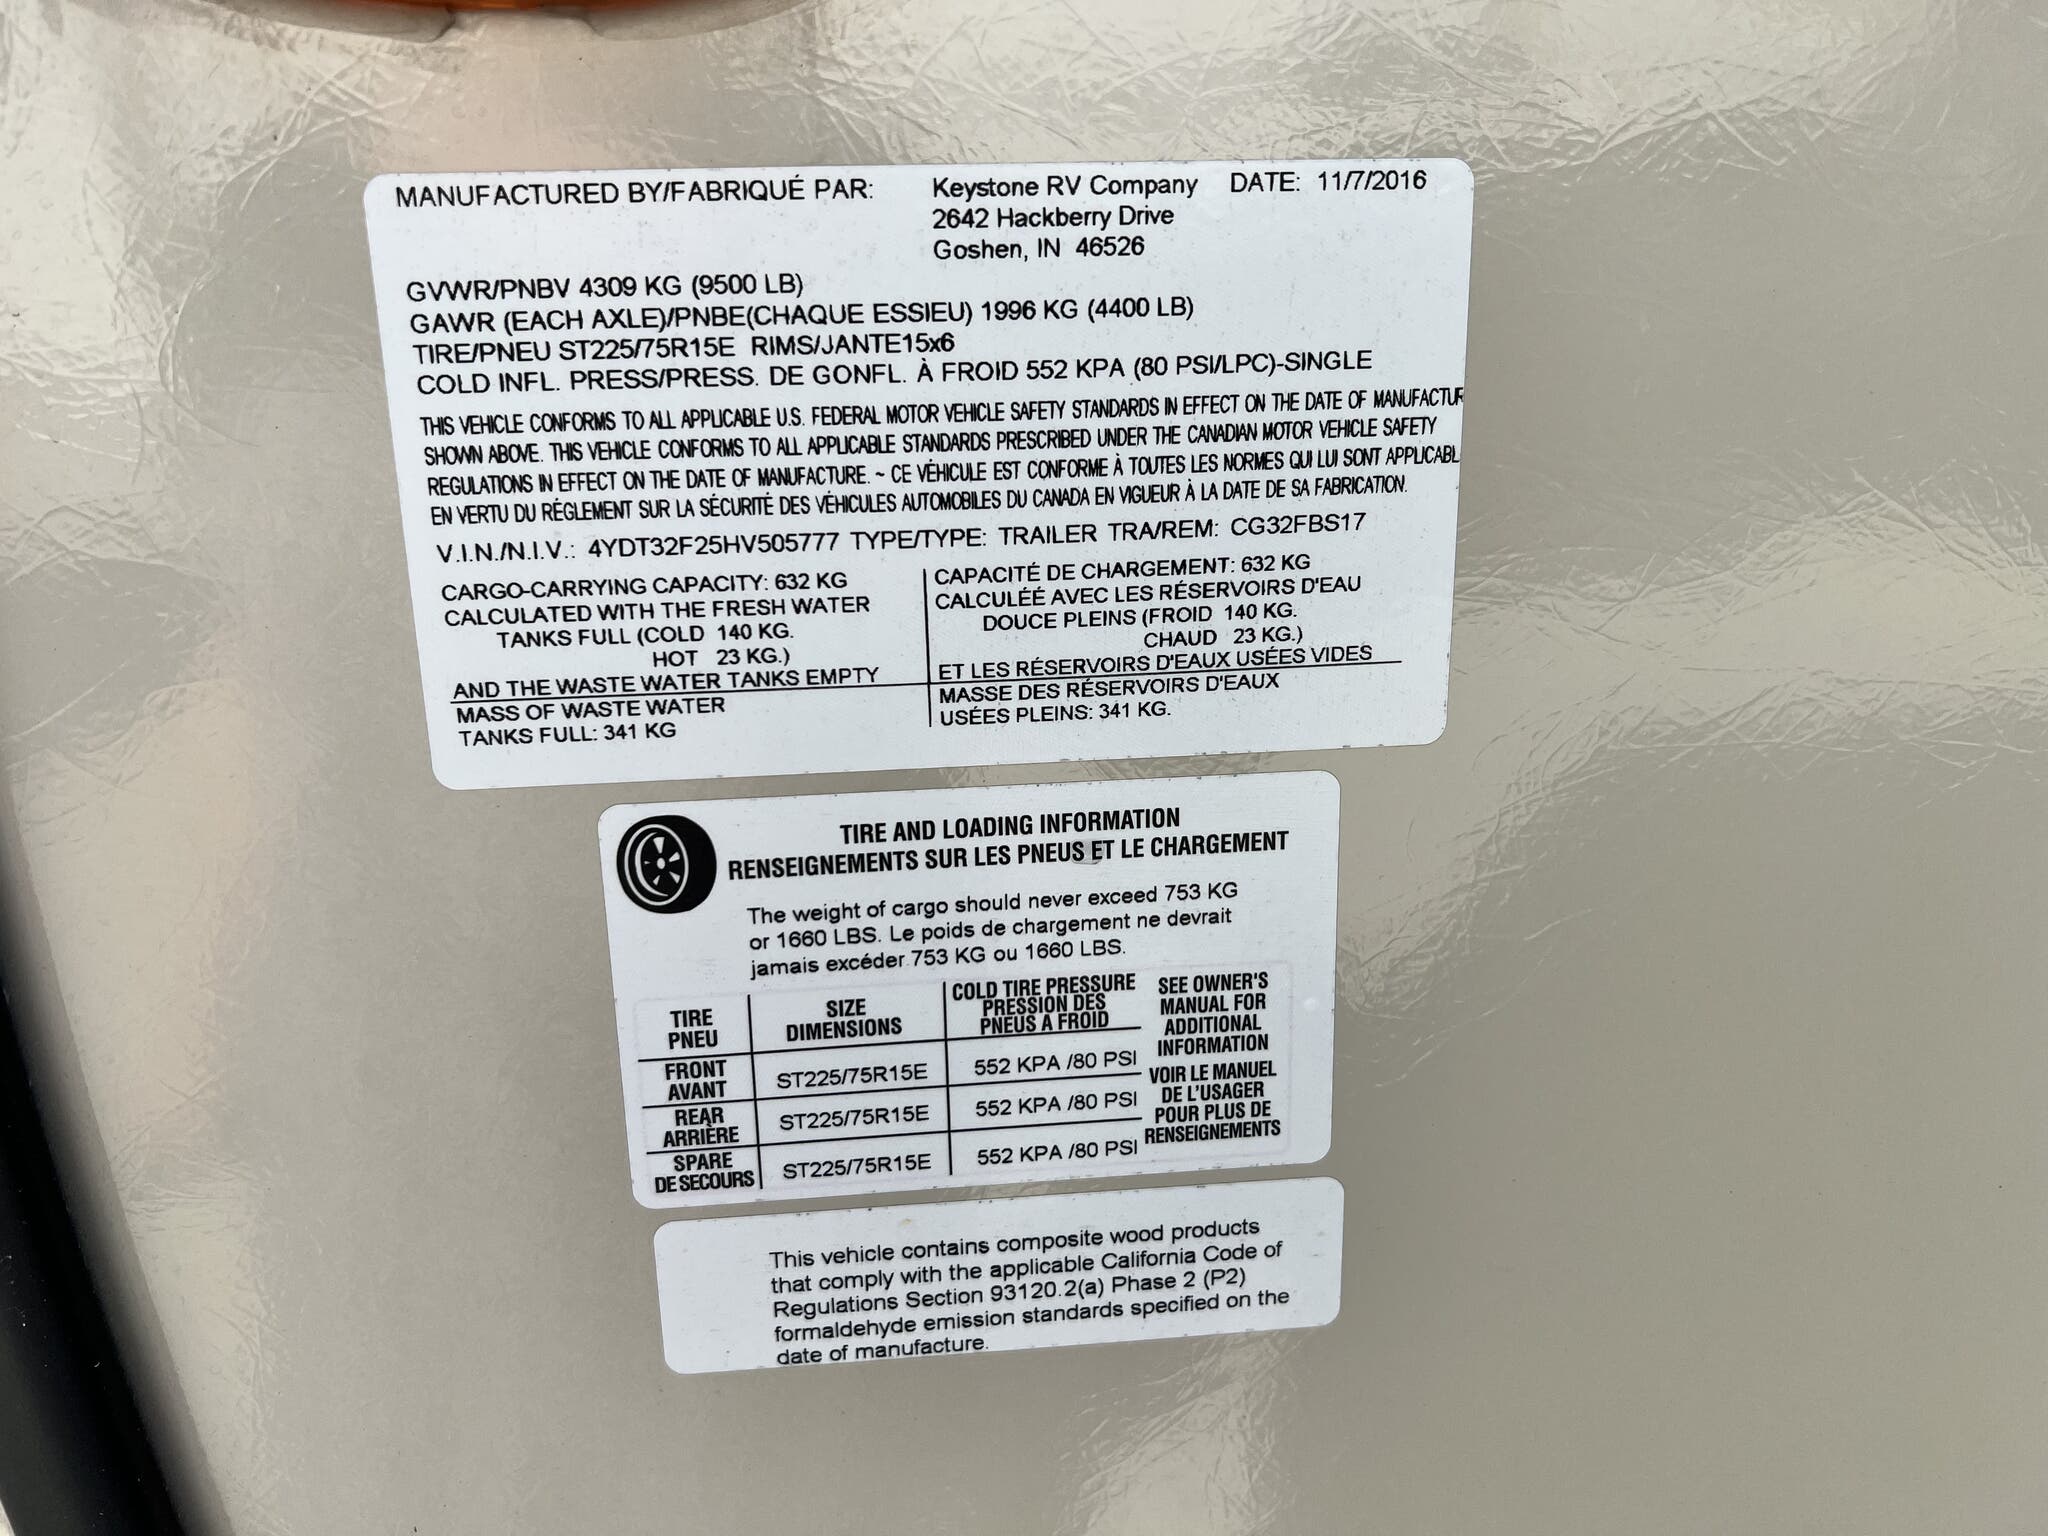 MANUFACTURED BY/FABRIQUÉ PAR: Keystone RV Company DATE: 11/7/2016
2642 Hackberry Drive
Goshen, IN 46526
GVWR/PNBV 4309 KG (9500 LB)
GAWR (EACH AXLE)/PNBE(CHAQUE ESSIEU) 1996 KG (4400 LB)
TIRE/PNEU ST225/75R15E RIMS/JANTE15x6
COLD INFL. PRESS/PRESS. DE GONFL. À FROID 552 KPA (80 PSI/LPC)-SINGLE
THIS VEHICLE CONFORMS TO ALL APPLICABLE U.S. FEDERAL MOTOR VEHICLE SAFETY STANDARDS IN EFFECT ON THE DATE OF MANUFACTUR
SHOWN ABOVE. THIS VEHICLE CONFORMS TO ALL APPLICABLE STANDARDS PRESCRIBED UNDER THE CANADIAN MOTOR VEHICLE SAFETY
REGULATIONS IN EFFECT ON THE DATE OF MANUFACTURE. ~ CE VÉHICULE EST CONFORME À TOUTES LES NORMES QUI LUI SONT APPLICABL
EN VERTU DU RÉGLEMENT SUR LA SÉCURITÉ DES VÉHICULES AUTOMOBILES DU CANADA EN VIGUEUR À LA DATE DE SA FABRICATION.
V.I.N./N.I.V.: 4YDT32F25HV505777 TYPE/TYPE: TRAILER TRA/REM: CG32FBS17
CARGO-CARRYING CAPACITY: 632 KG
CALCULATED WITH THE FRESH WATER
TANKS FULL (COLD 140 KG.
HOT 23 KG.)
AND THE WASTE WATER TANKS EMPTY
MASS OF WASTE WATER
TANKS FULL: 341 KG
CAPACITÉ DE CHARGEMENT: 632 KG
CALCULÉÉ AVEC LES RÉSERVOIRS D'EAU
DOUCE PLEINS (FROID 140 KG.
CHAUD 23 KG.)
ET LES RÉSERVOIRS D'EAUX USÉES VIDES
MASSE DES RÉSERVOIRS D'EAUX
USÉES PLEINS: 341 KG.
TIRE AND LOADING INFORMATION
RENSEIGNEMENTS SUR LES PNEUS ET LE CHARGEMENT
The weight of cargo should never exceed 753 KG
or 1660 LBS. Le poids de chargement ne devrait
jamais excéder 753 KG ou 1660 LBS.
TIRE
PNEU
SIZE
DIMENSIONS
COLD TIRE PRESSURE
PRESSION DES
PNEUS A FROID
FRONT
AVANT
ST225/75R15E
552 KPA /80 PSI
REAR
ARRIÈRE
ST225/75R15E
552 KPA /80 PSI
SPARE
DE SECOURS
ST225/75R15E
552 KPA /80 PSI
SEE OWNER'S
MANUAL FOR
ADDITIONAL
INFORMATION
VOIR LE MANUEL
DE L'USAGER
POUR PLUS DE
RENSEIGNEMENTS
This vehicle contains composite wood products
that comply with the applicable California Code of
Regulations Section 93120.2(a) Phase 2 (P2)
formaldehyde emission standards specified on the
date of manufacture.